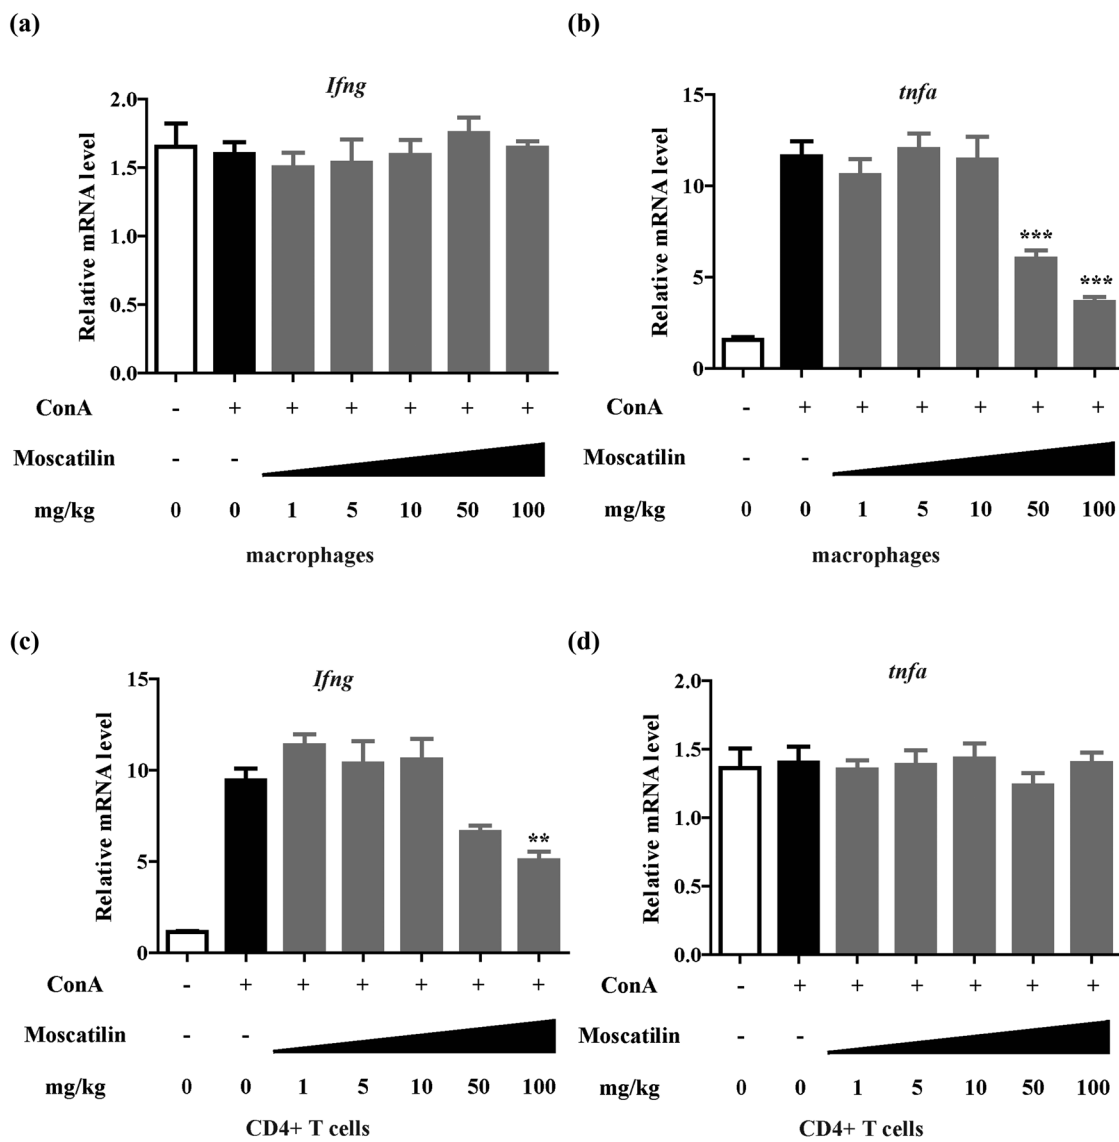 (a)
Ifng
Relative mRNA level
2.0
1.5
1.0
0.5
0.0
ConA - + + + + + +
Moscatilin - -
mg/kg 0 0 1 5 10 50 100
macrophages
(b)
tnfa
Relative mRNA level
15
10
5
0
***
***
ConA - + + + + + +
Moscatilin - -
mg/kg 0 0 1 5 10 50 100
macrophages
(c)
Ifng
Relative mRNA level
15
10
5
0
**
ConA - + + + + + +
Moscatilin - -
mg/kg 0 0 1 5 10 50 100
CD4+ T cells
(d)
tnfa
Relative mRNA level
2.0
1.5
1.0
0.5
0.0
ConA - + + + + + +
Moscatilin - -
mg/kg 0 0 1 5 10 50 100
CD4+ T cells